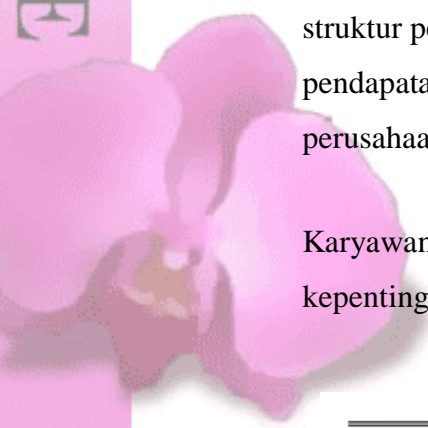 E
struktur pe
pendapata
perusahaa
Karyawan
kepenting